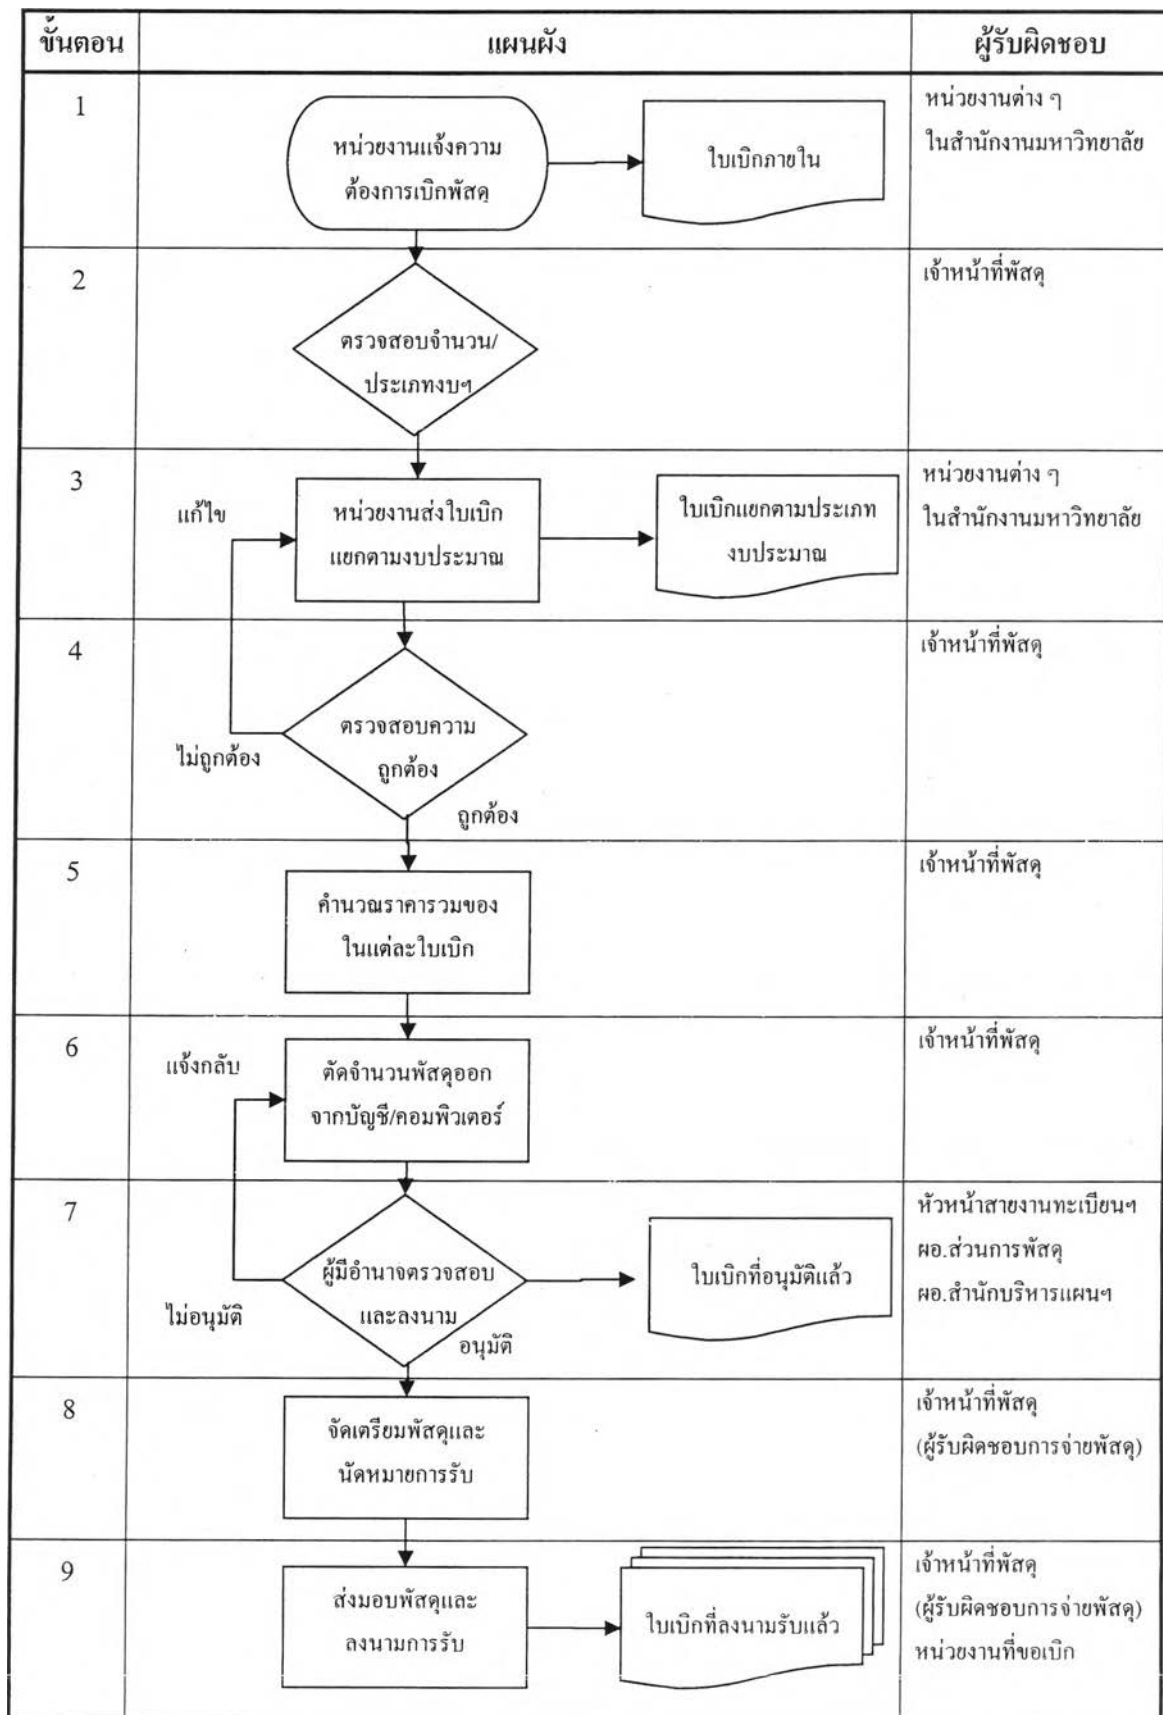 ขั้นตอน
แผนผัง
ผู้รับผิดชอบ
1
หน่วยงานแจ้งความ
ต้องการเบิกพัสดุ
ใบเบิกภายใน
หน่วยงานต่าง ๆ
ในสำนักงานมหาวิทยาลัย
2
ตรวจสอบจำนวน/
ประเภทงบฯ
เจ้าหน้าที่พัสดุ
3
แก้ไข
หน่วยงานส่งใบเบิก
แยกตามงบประมาณ
ใบเบิกแยกตามประเภท
งบประมาณ
หน่วยงานต่าง ๆ
ในสำนักงานมหาวิทยาลัย
4
ไม่ถูกต้อง
ตรวจสอบความ
ถูกต้อง
ถูกต้อง
เจ้าหน้าที่พัสดุ
5
คำนวณราคารวมของ
ในแต่ละใบเบิก
เจ้าหน้าที่พัสดุ
6
แจ้งกลับ
ตัดจำนวนพัสดุออก
จากบัญชี/คอมพิวเตอร์
เจ้าหน้าที่พัสดุ
7
ไม่อนุมัติ
ผู้มีอำนาจตรวจสอบ
และลงนาม
อนุมัติ
ใบเบิกที่อนุมัติแล้ว
หัวหน้าสายงานทะเบียนฯ
ผอ.ส่วนการพัสดุ
ผอ.สำนักบริหารแผนฯ
8
จัดเตรียมพัสดุและ
นัดหมายการรับ
เจ้าหน้าที่พัสดุ
(ผู้รับผิดชอบการจ่ายพัสดุ)
9
ส่งมอบพัสดุและ
ลงนามการรับ
ใบเบิกที่ลงนามรับแล้ว
เจ้าหน้าที่พัสดุ
(ผู้รับผิดชอบการจ่ายพัสดุ)
หน่วยงานที่ขอเบิก